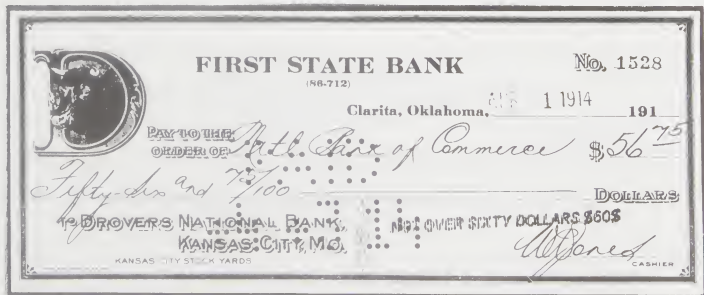 FIRST STATE BANK
No. 1528
(86-712)
Clarita, Oklahoma, 1 1914 191
PAY TO THE
ORDER OF Natl Bank of Commerce $56 75
Fifty-Six and 75/100 DOLLARS
To DROVERS NATIONAL BANK, NOT OVER SIXTY DOLLARS $60$
KANSAS CITY, MO.
KANSAS CITY STOCK YARDS
CASHIER